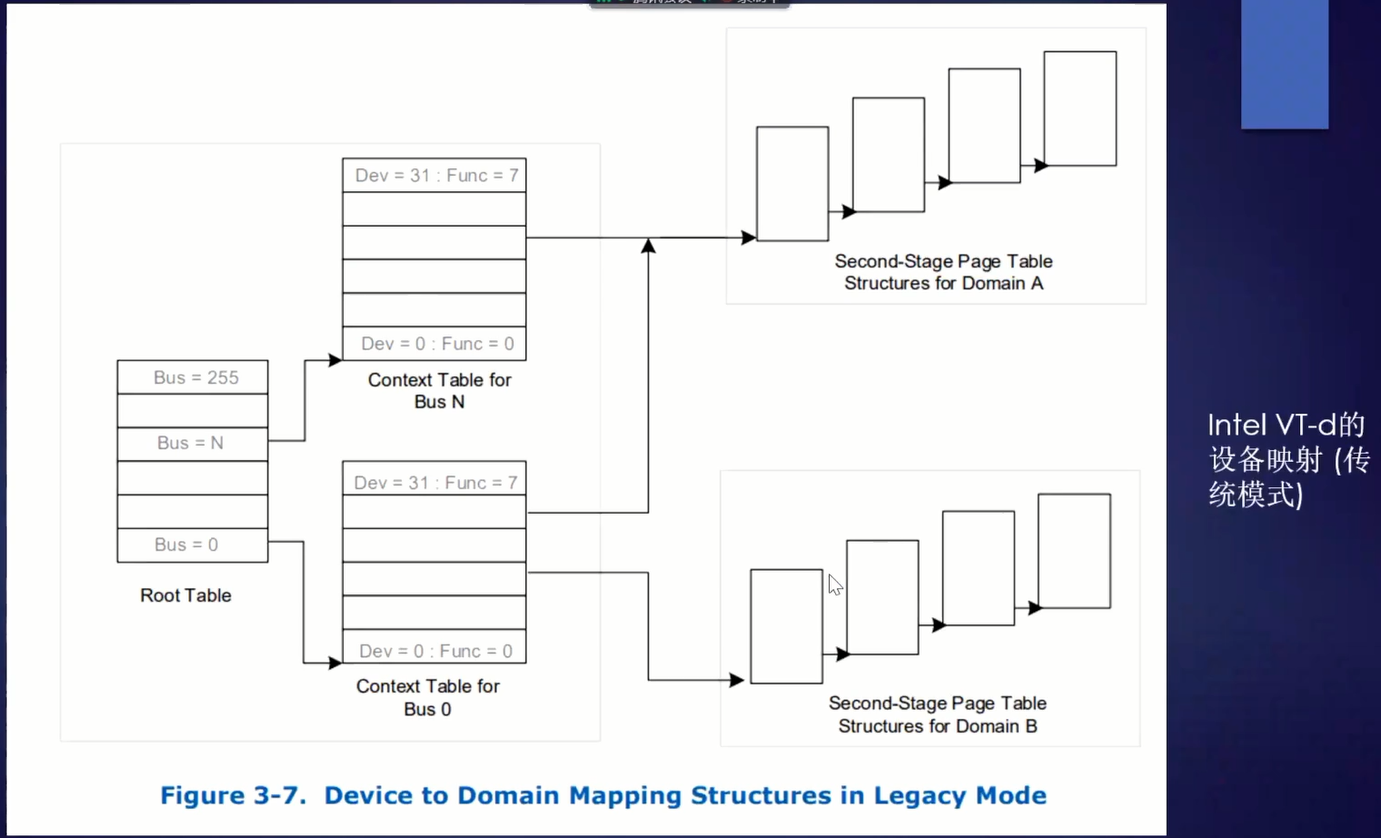 Dev = 31 : Func = 7
Dev = 0 : Func = 0
Context Table for
Bus N
Bus = 255
Bus = N
Bus = 0
Root Table
Dev = 31 : Func = 7
Dev = 0 : Func = 0
Context Table for
Bus 0
Second-Stage Page Table
Structures for Domain A
Second-Stage Page Table
Structures for Domain B
Figure 3-7. Device to Domain Mapping Structures in Legacy Mode
Intel VT-d的
设备映射 (传
统模式)